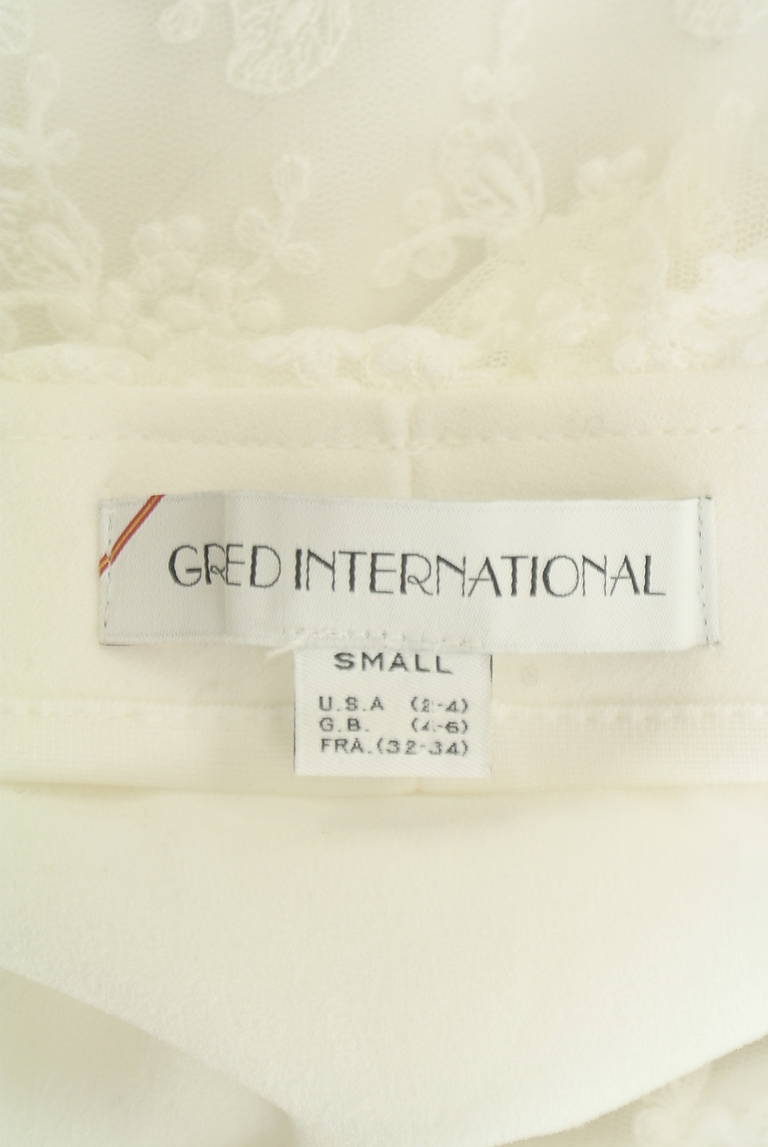 GRED INTERNATIONAL
SMALL
U.S.A (2-4)
G.B. (4-6)
FRA.(32-34)